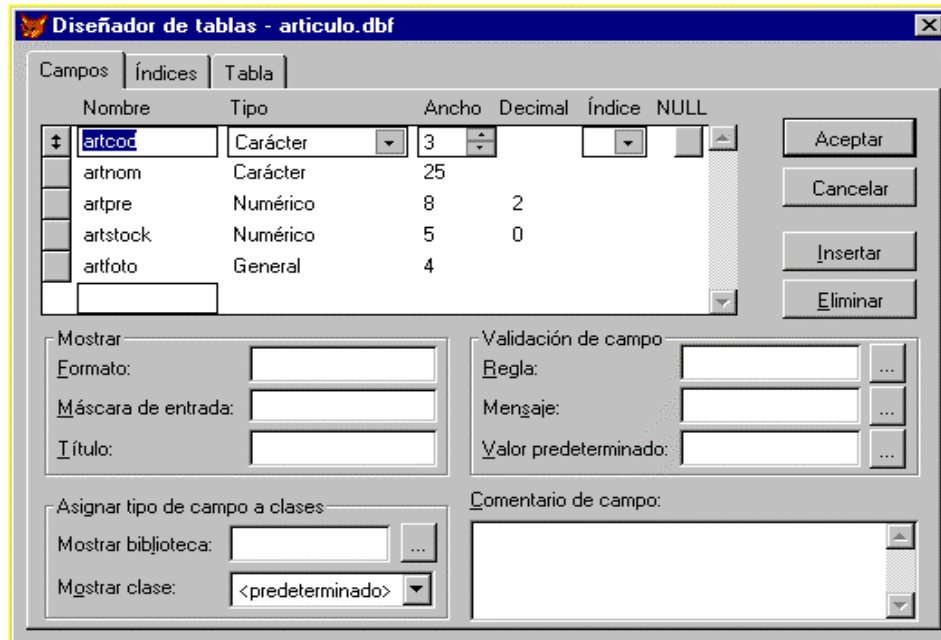 Diseñador de tablas - articulo.dbf
Campos Índices Tabla
Nombre Tipo Ancho Decimal Índice NULL
artcod Carácter 3
artnom Carácter 25
artpre Numérico 8 2
artstock Numérico 5 0
artfoto General 4
Aceptar
Cancelar
Insertar
Eliminar
Mostrar
Formato:
Máscara de entrada:
Título:
Validación de campo
Regla: ...
Mensaje: ...
Valor predeterminado: ...
Asignar tipo de campo a clases
Mostrar biblioteca: ...
Mostrar clase: <predeterminado>
Comentario de campo: